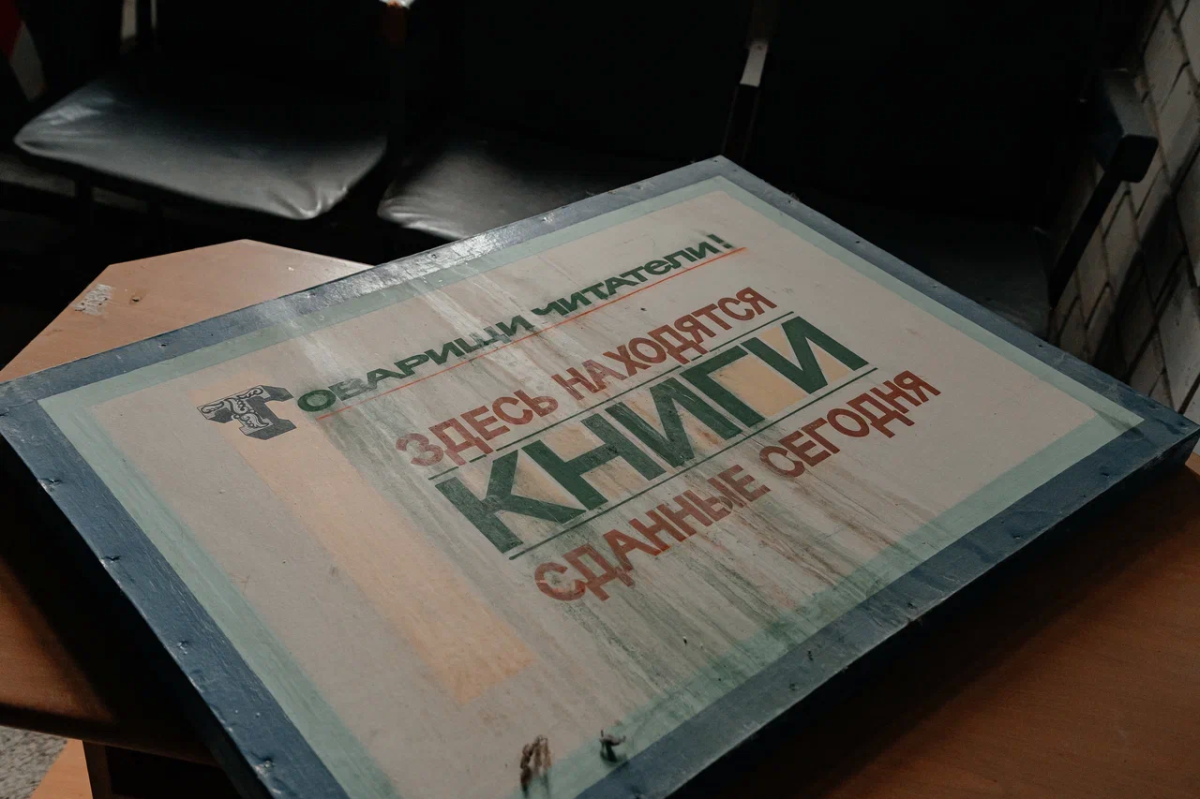 Товарищи читатели!
ЗДЕСЬ НАХОДЯТСЯ
КНИГИ
СДАННЫЕ СЕГОДНЯ